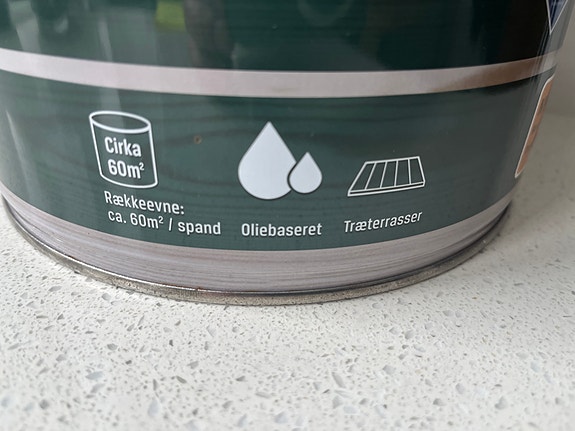 Cirka
60m²
Rækkeevne:
ca. 60m² / spand
Oliebaseret
Træterrasser